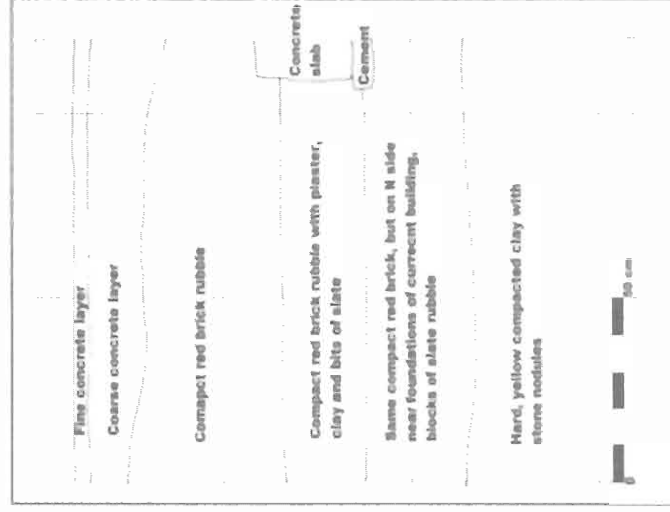 Fine concrete layer
Coarse concrete layer
Comapct red brick rubble
Concrete
slab
Cement
Compact red brick rubble with plaster,
clay and bits of slate
Same compact red brick, but on N side
near foundations of currecnt building,
blocks of slate rubble
Hard, yellow compacted clay with
stone nodules
0
50 cm